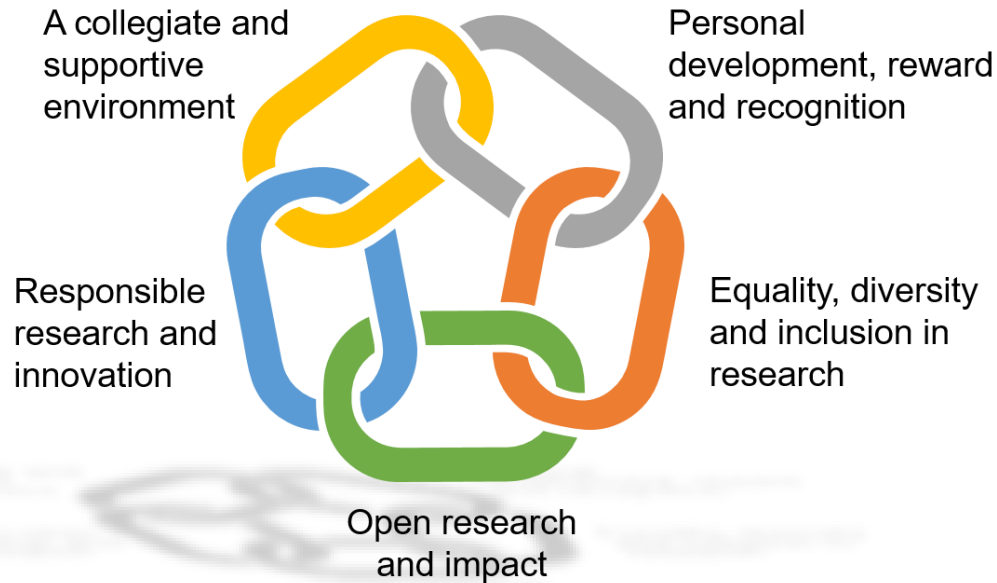 A collegiate and
supportive
environment
Personal
development, reward
and recognition
Responsible
research and
innovation
Equality, diversity
and inclusion in
research
Open research
and impact